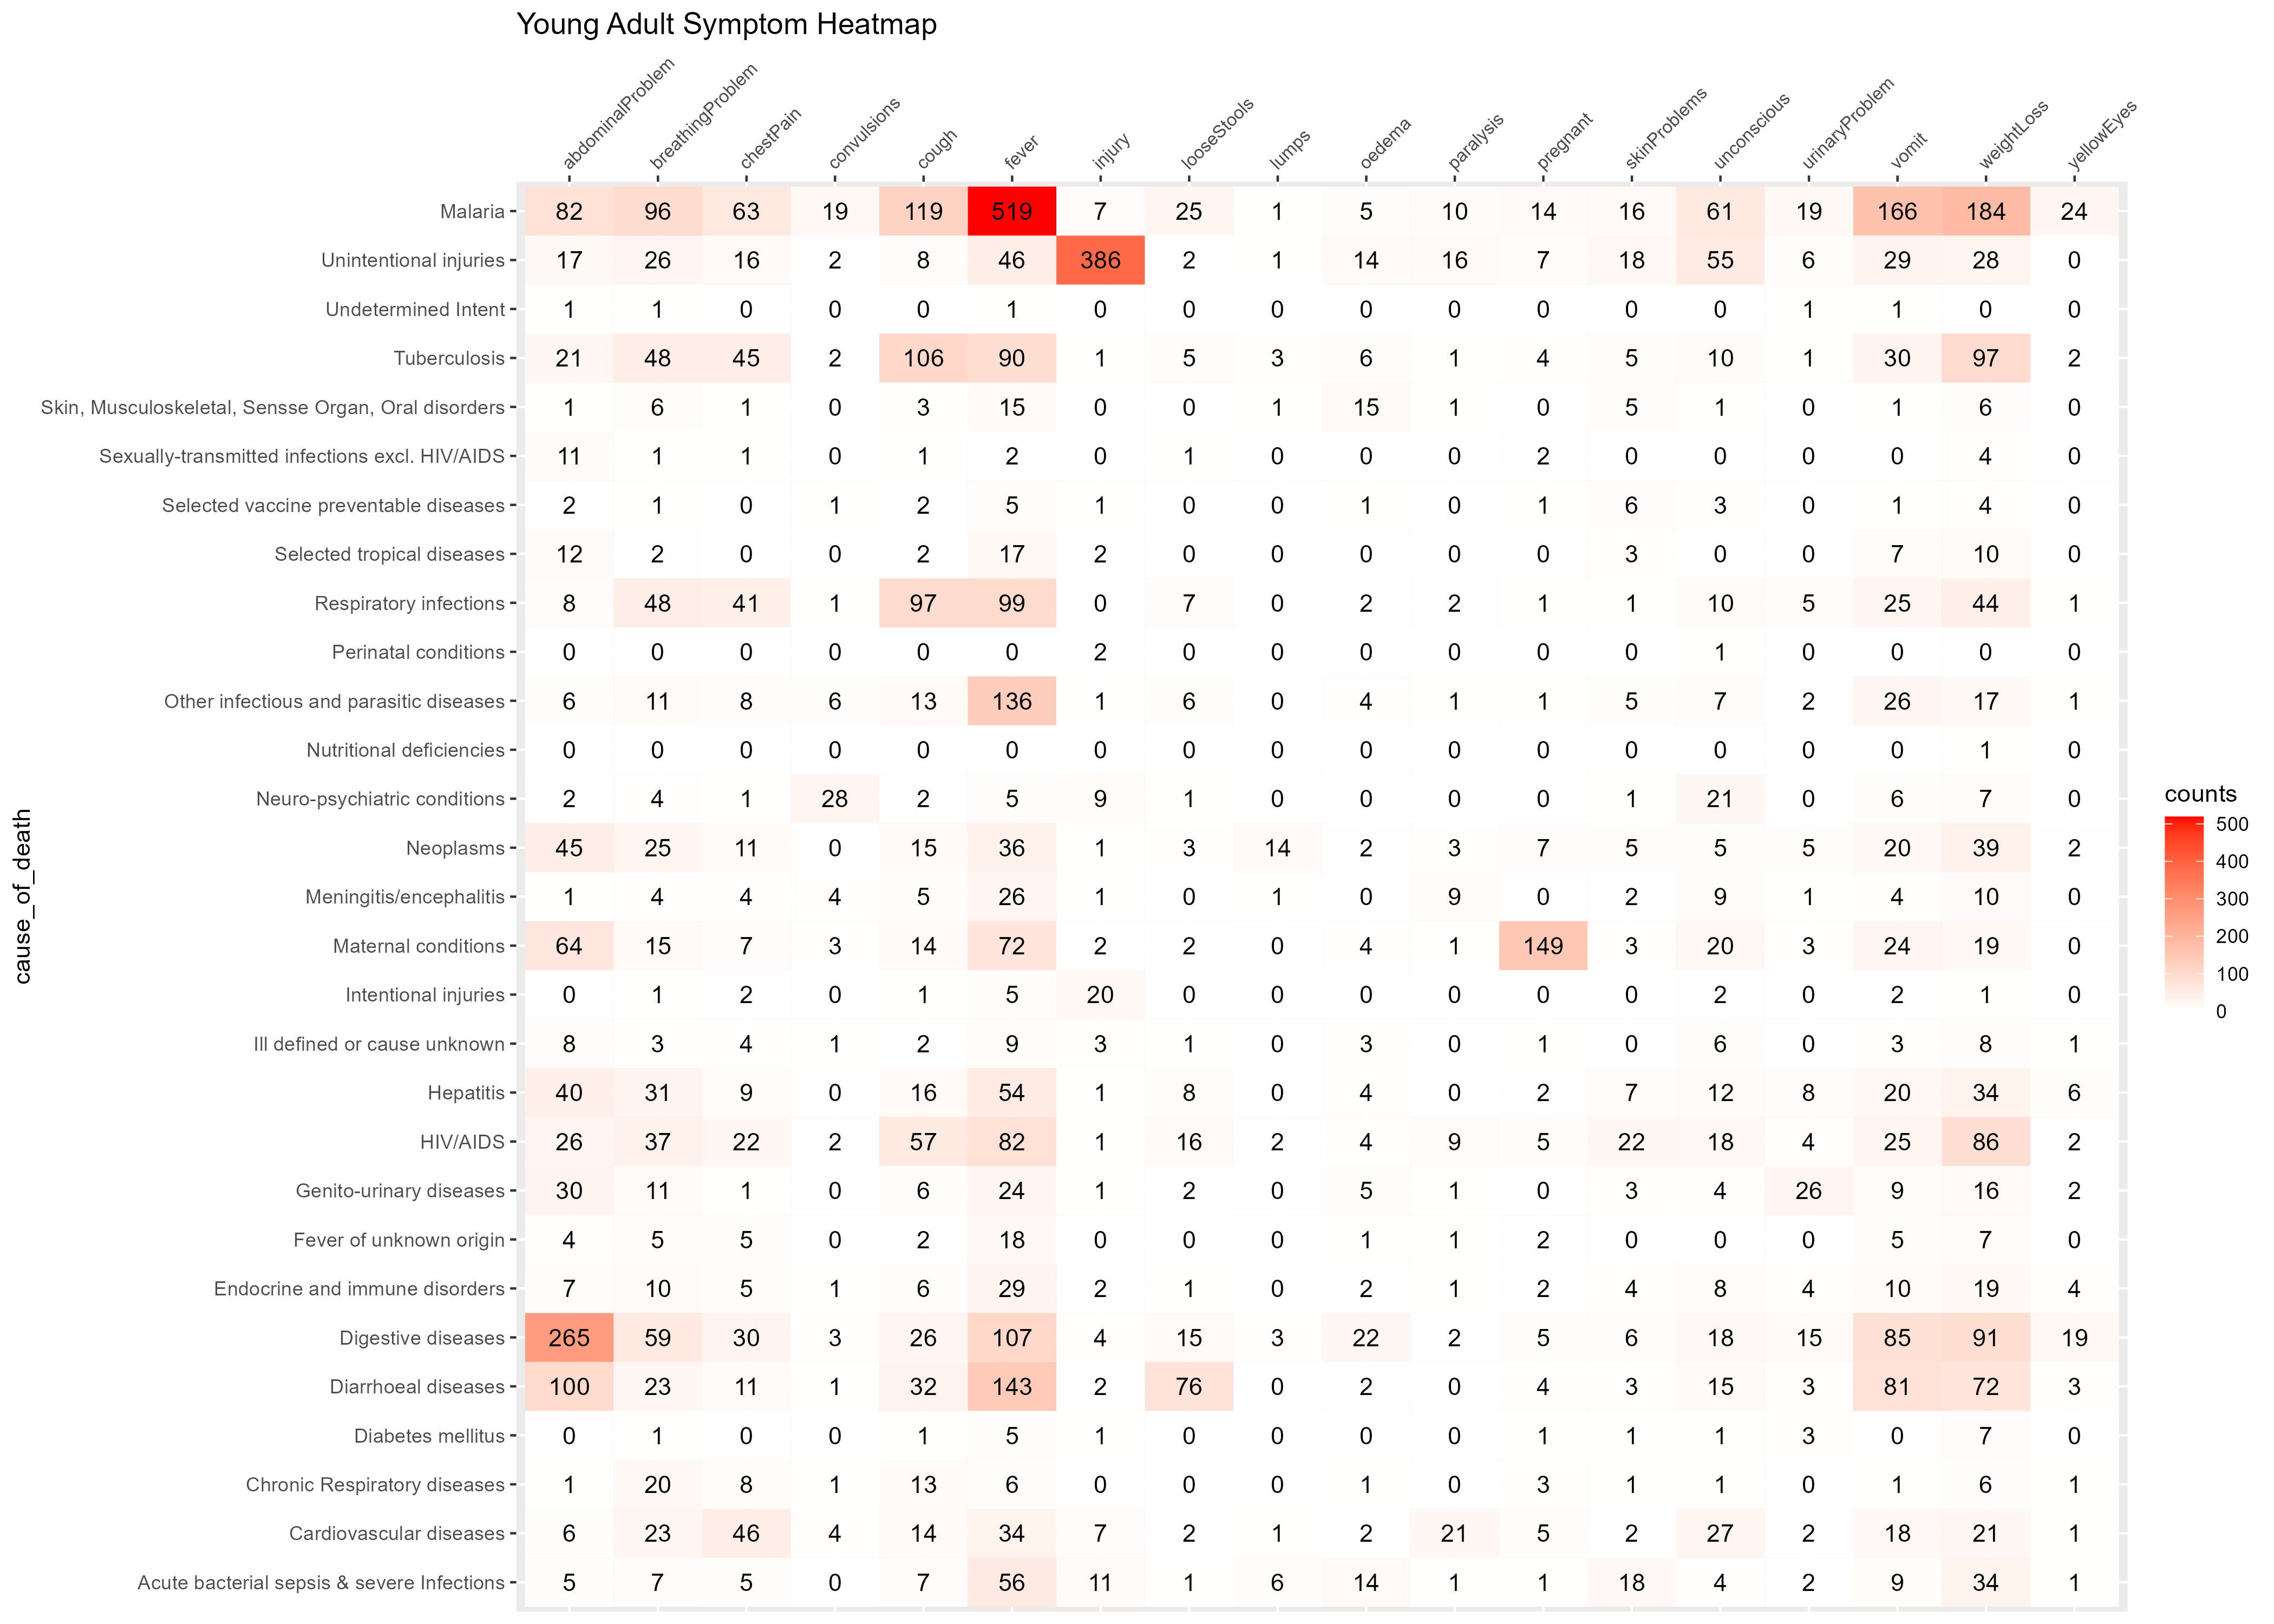 Young Adult Symptom Heatmap
abdominalProblem breathingProblem chestPain convulsions cough fever injury looseStools lumps oedema paralysis pregnant skinProblems unconscious urinaryProblem vomit weightLoss yellowEyes
Malaria 82 96 63 19 119 519 7 25 1 5 10 14 16 61 19 166 184 24
Unintentional injuries 17 26 16 2 8 46 386 2 1 14 16 7 18 55 6 29 28 0
Undetermined Intent 1 1 0 0 0 1 0 0 0 0 0 0 0 0 1 1 0 0
Tuberculosis 21 48 45 2 106 90 1 5 3 6 1 4 5 10 1 30 97 2
Skin, Musculoskeletal, Sensse Organ, Oral disorders 1 6 1 0 3 15 0 0 1 15 1 0 5 1 0 1 6 0
Sexually-transmitted infections excl. HIV/AIDS 11 1 1 0 1 2 0 1 0 0 0 2 0 0 0 0 4 0
Selected vaccine preventable diseases 2 1 0 1 2 5 1 0 0 1 0 1 6 3 0 1 4 0
Selected tropical diseases 12 2 0 0 2 17 2 0 0 0 0 0 3 0 0 7 10 0
Respiratory infections 8 48 41 1 97 99 0 7 0 2 2 1 1 10 5 25 44 1
Perinatal conditions 0 0 0 0 0 0 2 0 0 0 0 0 0 1 0 0 0 0
Other infectious and parasitic diseases 6 11 8 6 13 136 1 6 0 4 1 1 5 7 2 26 17 1
Nutritional deficiencies 0 0 0 0 0 0 0 0 0 0 0 0 0 0 0 0 1 0
Neuro-psychiatric conditions 2 4 1 28 2 5 9 1 0 0 0 0 1 21 0 6 7 0
Neoplasms 45 25 11 0 15 36 1 3 14 2 3 7 5 5 5 20 39 2
Meningitis/encephalitis 1 4 4 4 5 26 1 0 1 0 9 0 2 9 1 4 10 0
Maternal conditions 64 15 7 3 14 72 2 2 0 4 1 149 3 20 3 24 19 0
Intentional injuries 0 1 2 0 1 5 20 0 0 0 0 0 0 2 0 2 1 0
Ill defined or cause unknown 8 3 4 1 2 9 3 1 0 3 0 1 0 6 0 3 8 1
Hepatitis 40 31 9 0 16 54 1 8 0 4 0 2 7 12 8 20 34 6
HIV/AIDS 26 37 22 2 57 82 1 16 2 4 9 5 22 18 4 25 86 2
Genito-urinary diseases 30 11 1 0 6 24 1 2 0 5 1 0 3 4 26 9 16 2
Fever of unknown origin 4 5 5 0 2 18 0 0 0 1 1 2 0 0 0 5 7 0
Endocrine and immune disorders 7 10 5 1 6 29 2 1 0 2 1 2 4 8 4 10 19 4
Digestive diseases 265 59 30 3 26 107 4 15 3 22 2 5 6 18 15 85 91 19
Diarrhoeal diseases 100 23 11 1 32 143 2 76 0 2 0 4 3 15 3 81 72 3
Diabetes mellitus 0 1 0 0 1 5 1 0 0 0 0 1 1 1 3 0 7 0
Chronic Respiratory diseases 1 20 8 1 13 6 0 0 0 1 0 3 1 1 0 1 6 1
Cardiovascular diseases 6 23 46 4 14 34 7 2 1 2 21 5 2 27 2 18 21 1
Acute bacterial sepsis & severe Infections 5 7 5 0 7 56 11 1 6 14 1 1 18 4 2 9 34 1
cause_of_death
counts
500
400
300
200
100
0